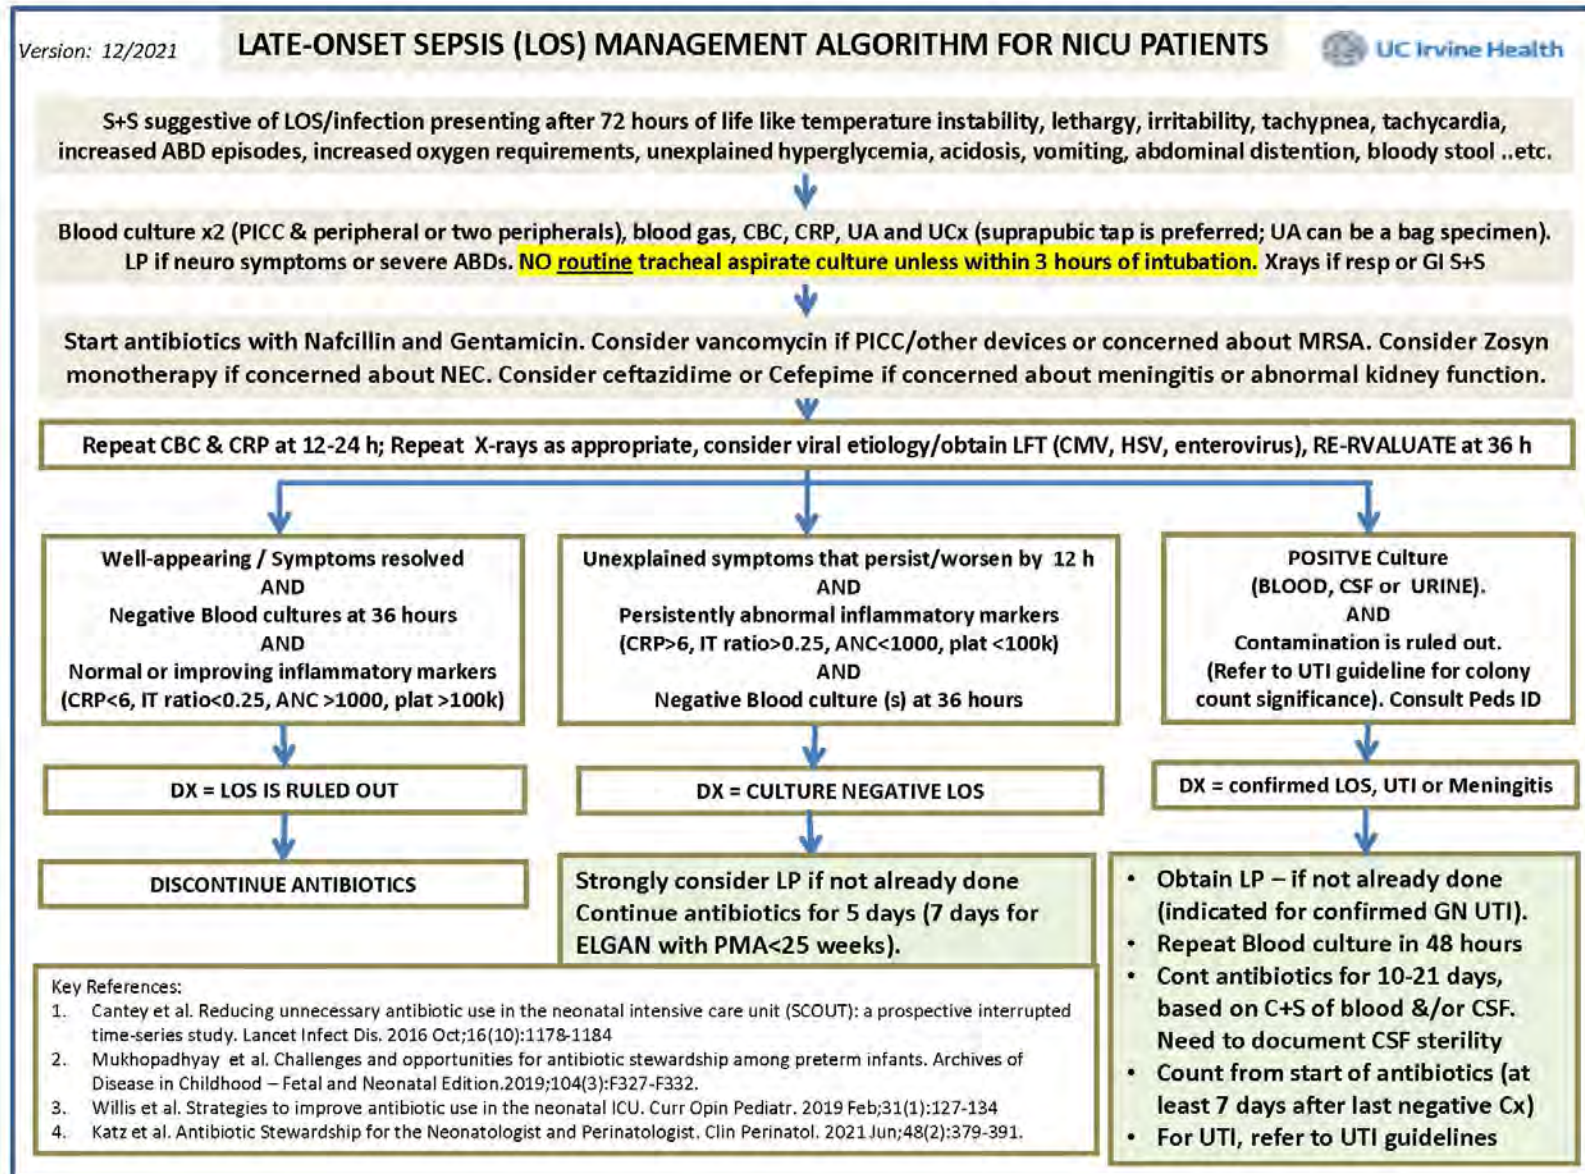 Version: 12/2021
LATE-ONSET SEPSIS (LOS) MANAGEMENT ALGORITHM FOR NICU PATIENTS
UC Irvine Health
S+S suggestive of LOS/infection presenting after 72 hours of life like temperature instability, lethargy, irritability, tachypnea, tachycardia,
increased ABD episodes, increased oxygen requirements, unexplained hyperglycemia, acidosis, vomiting, abdominal distention, bloody stool ..etc.
Blood culture x2 (PICC & peripheral or two peripherals), blood gas, CBC, CRP, UA and UCx (suprapubic tap is preferred; UA can be a bag specimen).
LP if neuro symptoms or severe ABDs. NO routine tracheal aspirate culture unless within 3 hours of intubation. Xrays if resp or GI S+S
Start antibiotics with Nafcillin and Gentamicin. Consider vancomycin if PICC/other devices or concerned about MRSA. Consider Zosyn
monotherapy if concerned about NEC. Consider ceftazidime or Cefepime if concerned about meningitis or abnormal kidney function.
Repeat CBC & CRP at 12-24 h; Repeat X-rays as appropriate, consider viral etiology/obtain LFT (CMV, HSV, enterovirus), RE-RVALUATE at 36 h
Well-appearing / Symptoms resolved
AND
Negative Blood cultures at 36 hours
AND
Normal or improving inflammatory markers
(CRP<6, IT ratio<0.25, ANC >1000, plat >100k)
DX = LOS IS RULED OUT
DISCONTINUE ANTIBIOTICS
Unexplained symptoms that persist/worsen by 12 h
AND
Persistently abnormal inflammatory markers
(CRP>6, IT ratio>0.25, ANC<1000, plat <100k)
AND
Negative Blood culture (s) at 36 hours
DX = CULTURE NEGATIVE LOS
Strongly consider LP if not already done
Continue antibiotics for 5 days (7 days for
ELGAN with PMA<25 weeks).
POSITVE Culture
(BLOOD, CSF or URINE).
AND
Contamination is ruled out.
(Refer to UTI guideline for colony
count significance). Consult Peds ID
DX = confirmed LOS, UTI or Meningitis
• Obtain LP – if not already done
(indicated for confirmed GN UTI).
• Repeat Blood culture in 48 hours
• Cont antibiotics for 10-21 days,
based on C+S of blood &/or CSF.
Need to document CSF sterility
• Count from start of antibiotics (at
least 7 days after last negative Cx)
• For UTI, refer to UTI guidelines
Key References:
1. Cantey et al. Reducing unnecessary antibiotic use in the neonatal intensive care unit (SCOUT): a prospective interrupted
time-series study. Lancet Infect Dis. 2016 Oct;16(10):1178-1184
2. Mukhopadhyay et al. Challenges and opportunities for antibiotic stewardship among preterm infants. Archives of
Disease in Childhood – Fetal and Neonatal Edition.2019;104(3):F327-F332.
3. Willis et al. Strategies to improve antibiotic use in the neonatal ICU. Curr Opin Pediatr. 2019 Feb;31(1):127-134
4. Katz et al. Antibiotic Stewardship for the Neonatologist and Perinatologist. Clin Perinatol. 2021 Jun;48(2):379-391.